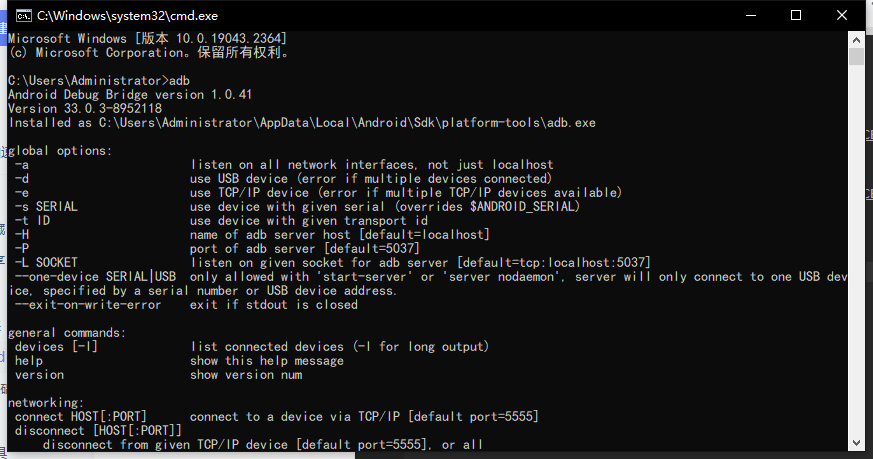 C:\Windows\system32\cmd.exe
Microsoft Windows [版本 10.0.19043.2364]
(c) Microsoft Corporation。保留所有权利。
C:\Users\Administrator>adb
Android Debug Bridge version 1.0.41
Version 33.0.3-8952118
Installed as C:\Users\Administrator\AppData\Local\Android\Sdk\platform-tools\adb.exe
global options:
-a listen on all network interfaces, not just localhost
-d use USB device (error if multiple devices connected)
-e use TCP/IP device (error if multiple TCP/IP devices available)
-s SERIAL use device with given serial (overrides $ANDROID_SERIAL)
-t ID use device with given transport id
-H name of adb server host [default=localhost]
-P port of adb server [default=5037]
-L SOCKET listen on given socket for adb server [default=tcp:localhost:5037]
--one-device SERIAL|USB only allowed with 'start-server' or 'server nodaemon', server will only connect to one USB dev
ice, specified by a serial number or USB device address.
--exit-on-write-error exit if stdout is closed
general commands:
devices [-l] list connected devices (-l for long output)
help show this help message
version show version num
networking:
connect HOST[:PORT] connect to a device via TCP/IP [default port=5555]
disconnect [HOST[:PORT]]
disconnect from given TCP/IP device [default port=5555], or all